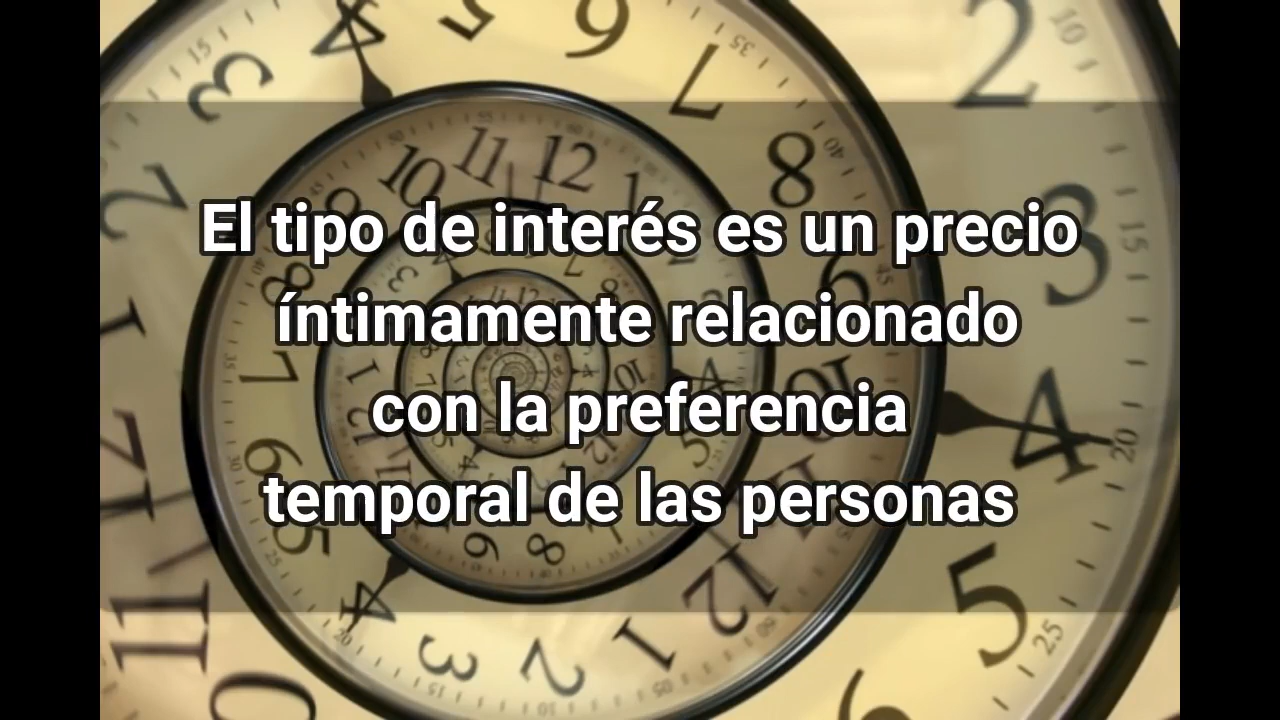 El tipo de interés es un precio
íntimamente relacionado
con la preferencia
temporal de las personas